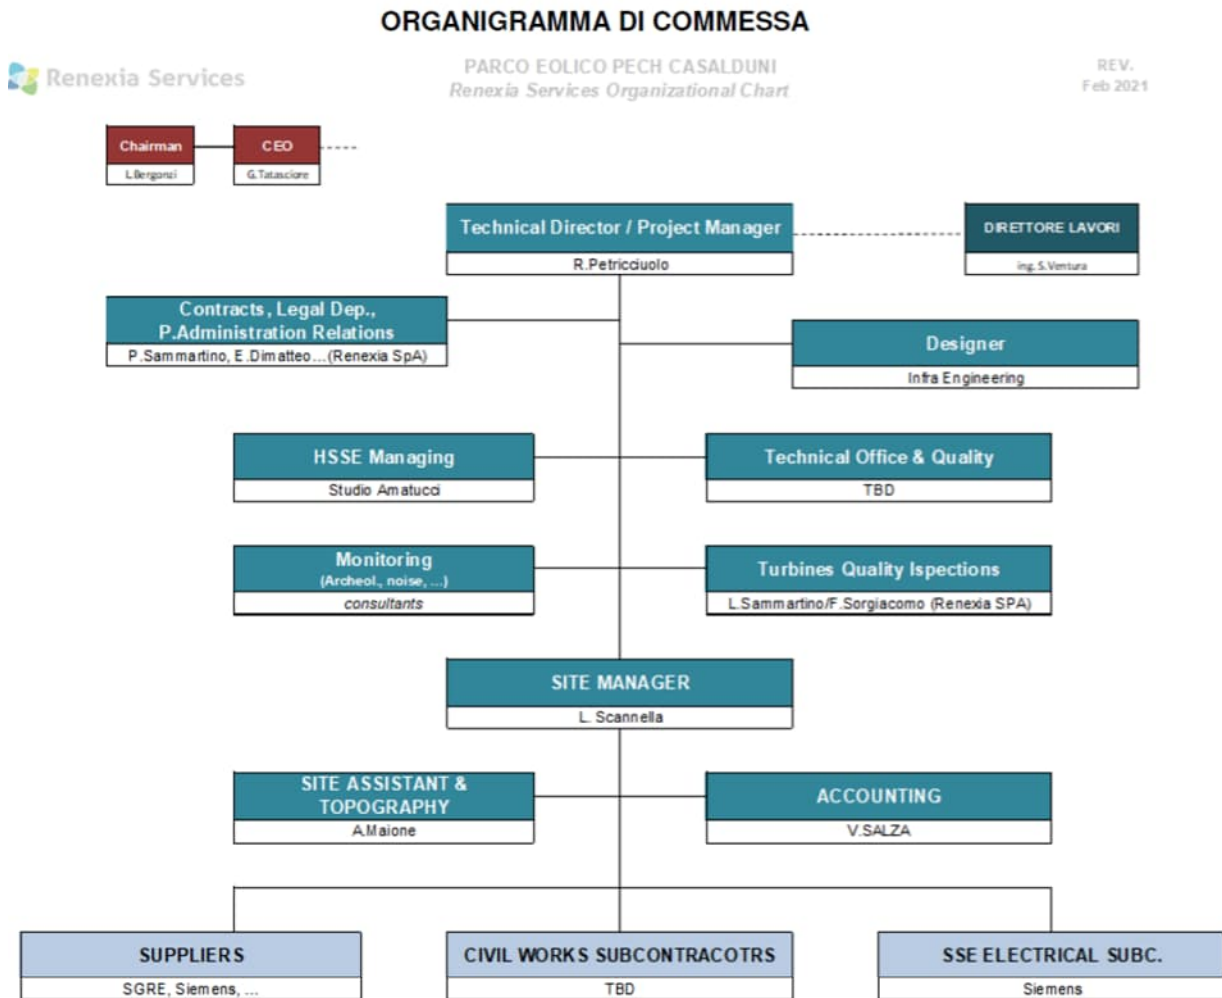 ORGANIGRAMMA DI COMMESSA
Renexia Services
PARCO EOLICO PECH CASALDUNI
Renexia Services Organizational Chart
REV.
Feb 2021
Chairman
L.Bergonzi
CEO
G.Tatasciore
Technical Director / Project Manager
R.Petricciuolo
DIRETTORE LAVORI
ing. S.Ventura
Contracts, Legal Dep.,
P.Administration Relations
P.Sammartino, E.Dimatteo...(Renexia SpA)
Designer
Infra Engineering
HSSE Managing
Studio Amatucci
Technical Office & Quality
TBD
Monitoring
(Archeol., noise, ...)
consultants
Turbines Quality Ispections
L.Sammartino/F.Sorgiacomo (Renexia SPA)
SITE MANAGER
L. Scannella
SITE ASSISTANT &
TOPOGRAPHY
A.Maione
ACCOUNTING
V.SALZA
SUPPLIERS
SGRE, Siemens, ...
CIVIL WORKS SUBCONTRACOTRS
TBD
SSE ELECTRICAL SUBC.
Siemens